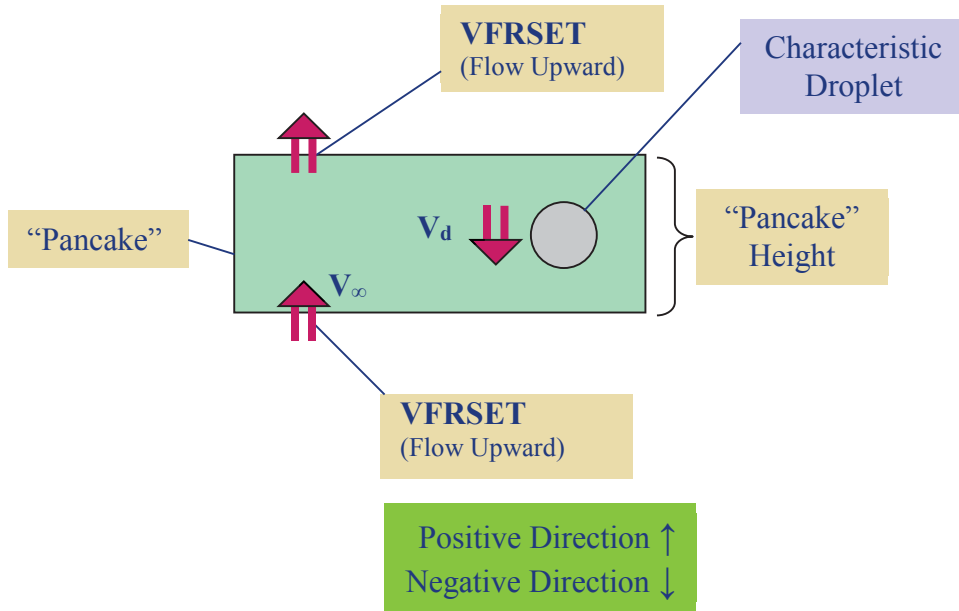 VFRSET
(Flow Upward)
Characteristic
Droplet
“Pancake”
V∞
Vd
“Pancake”
Height
VFRSET
(Flow Upward)
Positive Direction ↑
Negative Direction ↓